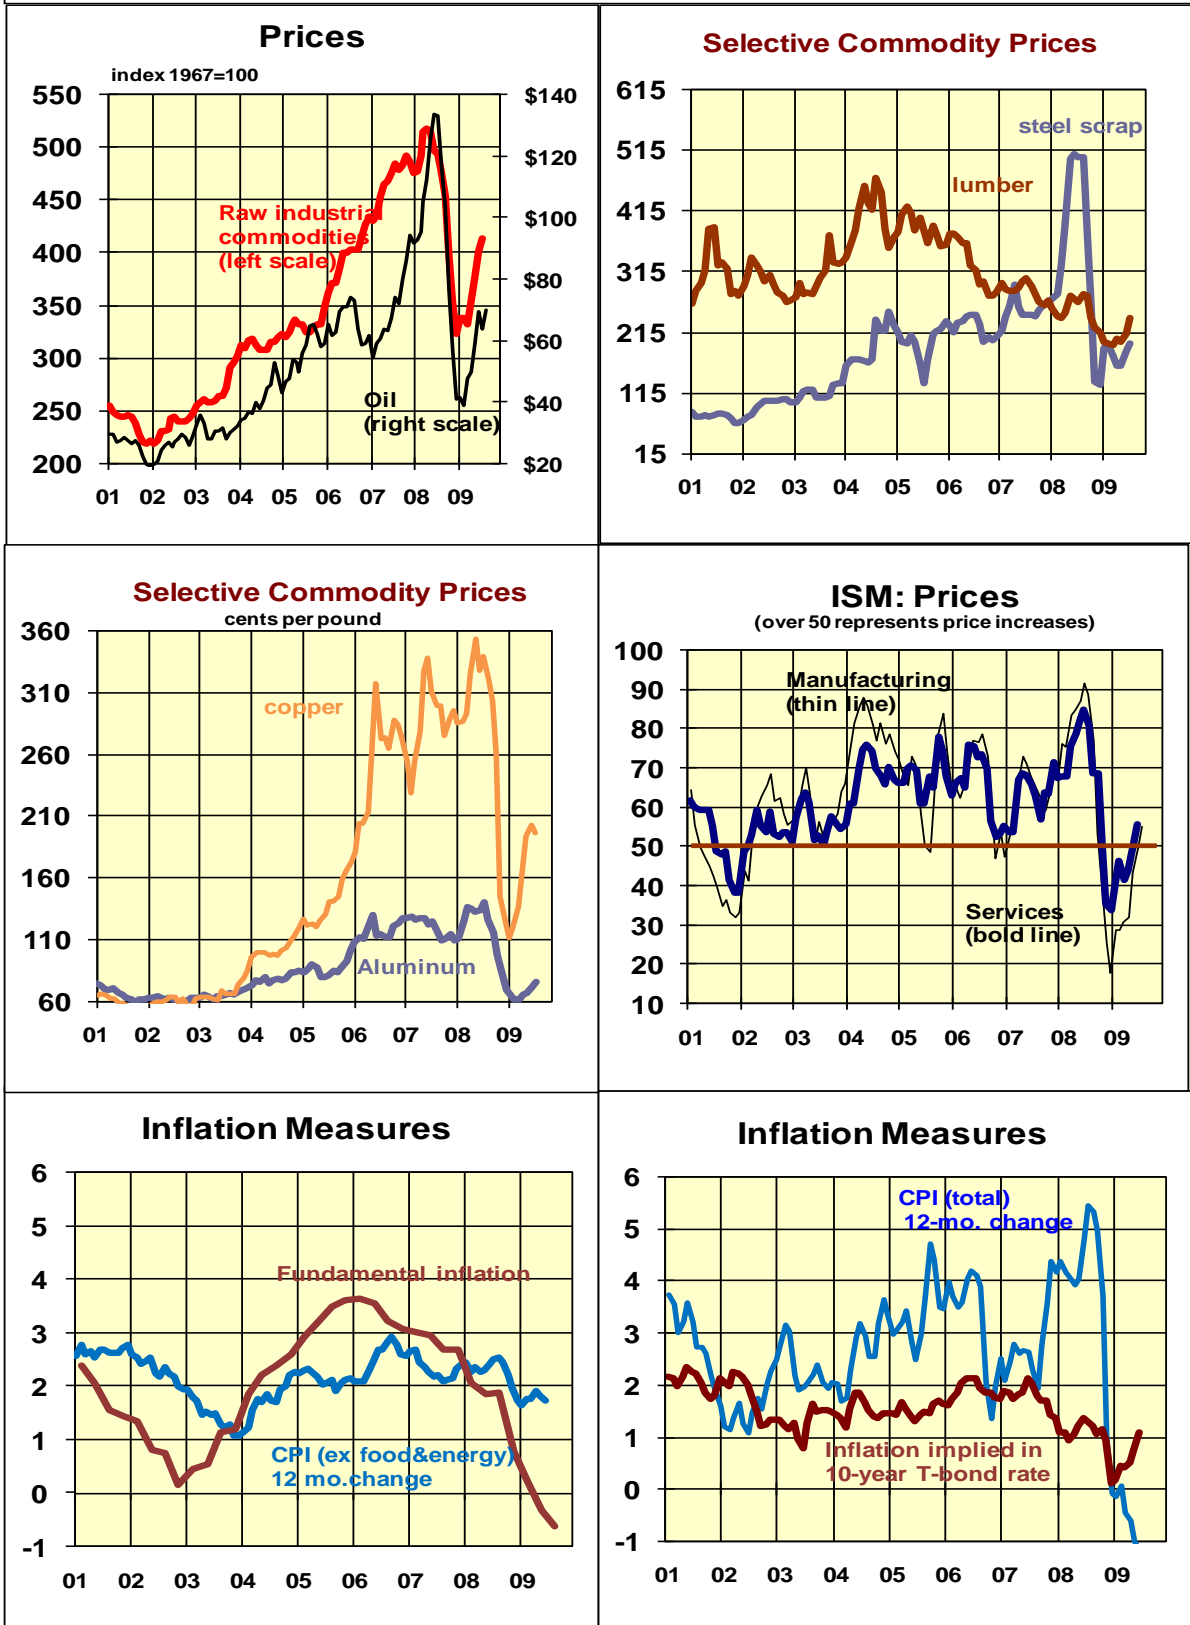 Prices
index 1967=100
550
500
450
400
350
300
250
200
$140
$120
$100
$80
$60
$40
$20
Raw industrial
commodities
(left scale)
Oil
(right scale)
01 02 03 04 05 06 07 08 09
Selective Commodity Prices
615
515
415
315
215
115
15
steel scrap
lumber
01 02 03 04 05 06 07 08 09
Selective Commodity Prices
cents per pound
360
310
260
210
160
110
60
copper
Aluminum
01 02 03 04 05 06 07 08 09
ISM: Prices
(over 50 represents price increases)
100
90
80
70
60
50
40
30
20
10
Manufacturing
(thin line)
Services
(bold line)
01 02 03 04 05 06 07 08 09
Inflation Measures
6
5
4
3
2
1
0
-1
Fundamental inflation
CPI (ex food&energy)
12 mo.change
01 02 03 04 05 06 07 08 09
Inflation Measures
6
5
4
3
2
1
0
-1
CPI (total)
12-mo. change
Inflation implied in
10-year T-bond rate
01 02 03 04 05 06 07 08 09